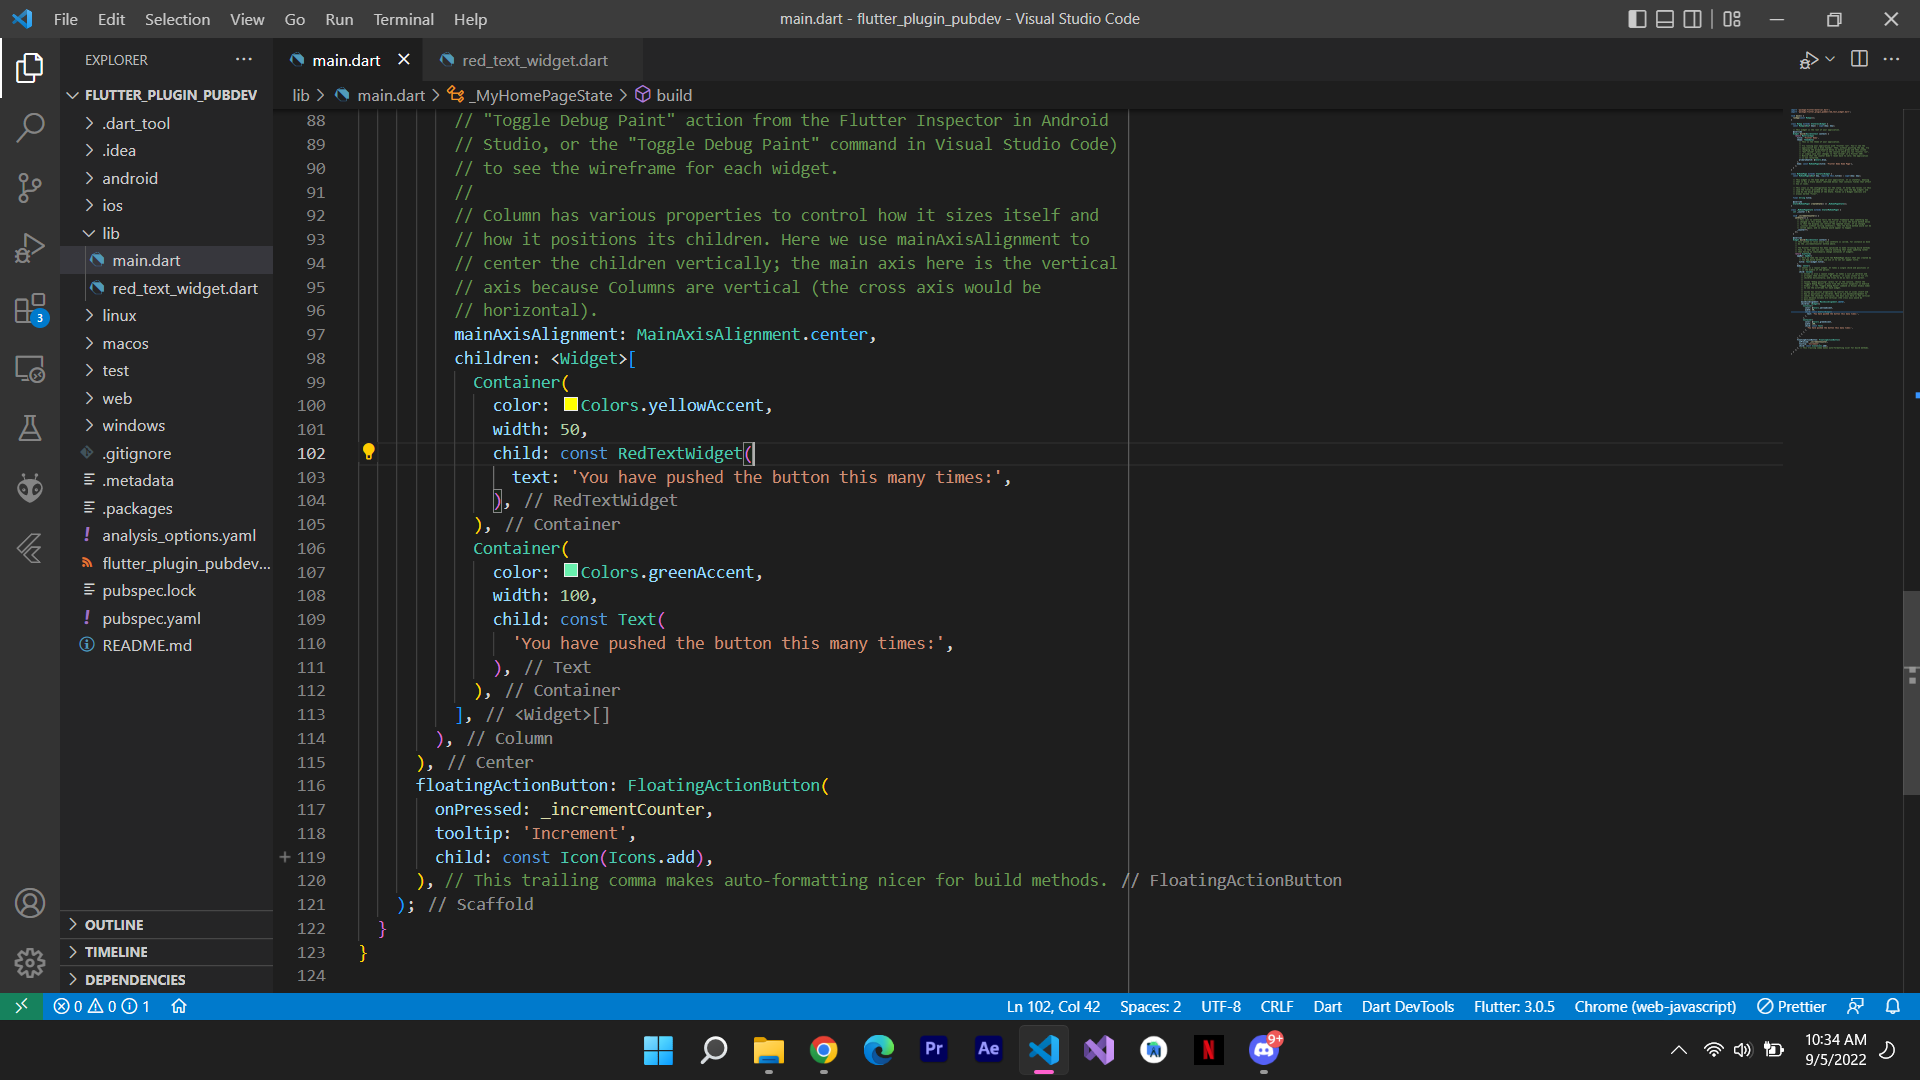 File Edit Selection View Go Run Terminal Help
main.dart - flutter_plugin_pubdev - Visual Studio Code
EXPLORER
FLUTTER_PLUGIN_PUBDEV
.dart_tool
.idea
android
ios
lib
main.dart
red_text_widget.dart
linux
macos
test
web
windows
.gitignore
.metadata
.packages
analysis_options.yaml
flutter_plugin_pubdev...
pubspec.lock
pubspec.yaml
README.md
OUTLINE
TIMELINE
DEPENDENCIES
3
main.dart
red_text_widget.dart
lib > main.dart > _MyHomePageState > build
88 // "Toggle Debug Paint" action from the Flutter Inspector in Android
89 // Studio, or the "Toggle Debug Paint" command in Visual Studio Code)
90 // to see the wireframe for each widget.
91 //
92 // Column has various properties to control how it sizes itself and
93 // how it positions its children. Here we use mainAxisAlignment to
94 // center the children vertically; the main axis here is the vertical
95 // axis because Columns are vertical (the cross axis would be
96 // horizontal).
97 mainAxisAlignment: MainAxisAlignment.center,
98 children: <Widget>[
99 Container(
100 color: Colors.yellowAccent,
101 width: 50,
102 child: const RedTextWidget(
103 text: 'You have pushed the button this many times:',
104 ), // RedTextWidget
105 ), // Container
106 Container(
107 color: Colors.greenAccent,
108 width: 100,
109 child: const Text(
110 'You have pushed the button this many times:',
111 ), // Text
112 ), // Container
113 ], // <Widget>[]
114 ), // Column
115 ), // Center
116 floatingActionButton: FloatingActionButton(
117 onPressed: _incrementCounter,
118 tooltip: 'Increment',
119 child: const Icon(Icons.add),
120 ), // This trailing comma makes auto-formatting nicer for build methods. // FloatingActionButton
121 ); // Scaffold
122 }
123 }
124
0 0 1
Ln 102, Col 42 Spaces: 2 UTF-8 CRLF Dart Dart DevTools Flutter: 3.0.5 Chrome (web-javascript) Prettier
Pr
Ae
N
9+
10:34 AM
9/5/2022